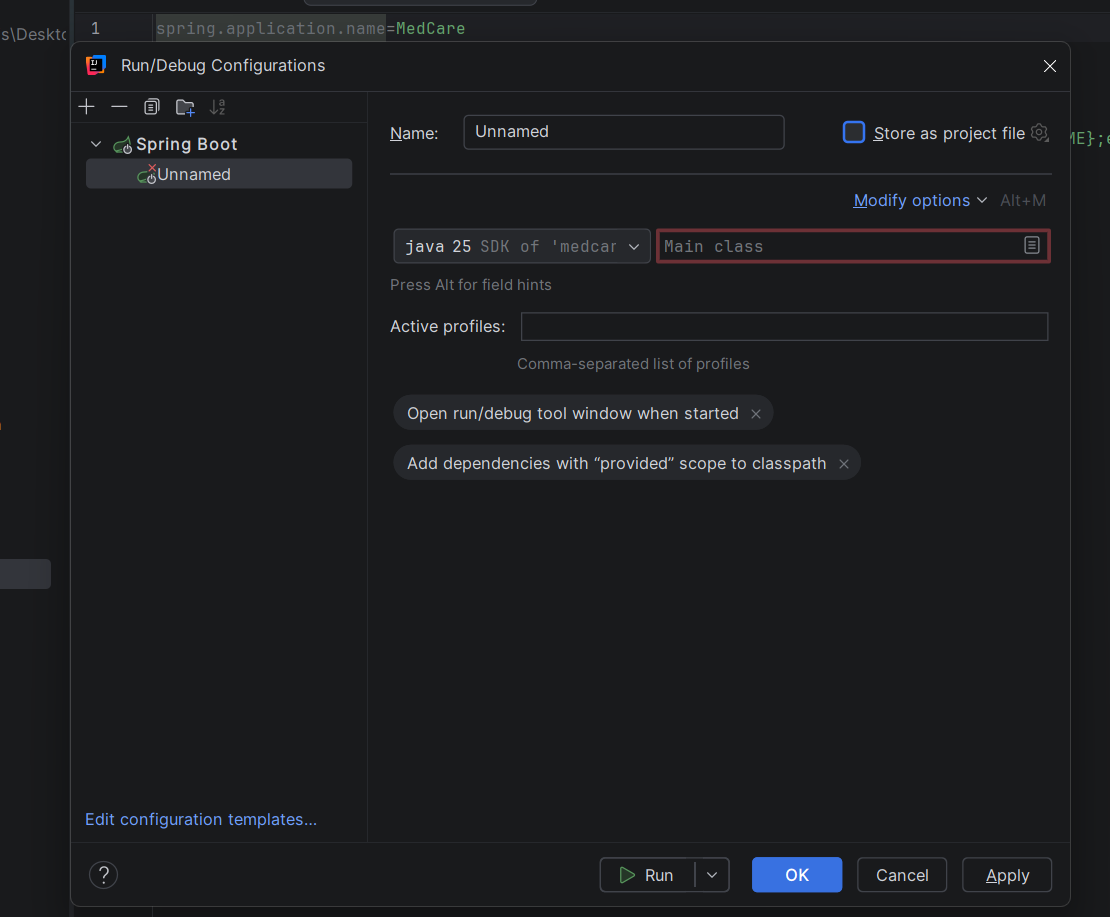 1 spring.application.name=MedCare
s\Deskto
Run/Debug Configurations
Spring Boot
Unnamed
Name: Unnamed Store as project file
ME};
Modify options Alt+M
java 25 SDK of 'medcar Main class
Press Alt for field hints
Active profiles:
Comma-separated list of profiles
Open run/debug tool window when started
Add dependencies with “provided” scope to classpath
Edit configuration templates...
? Run OK Cancel Apply